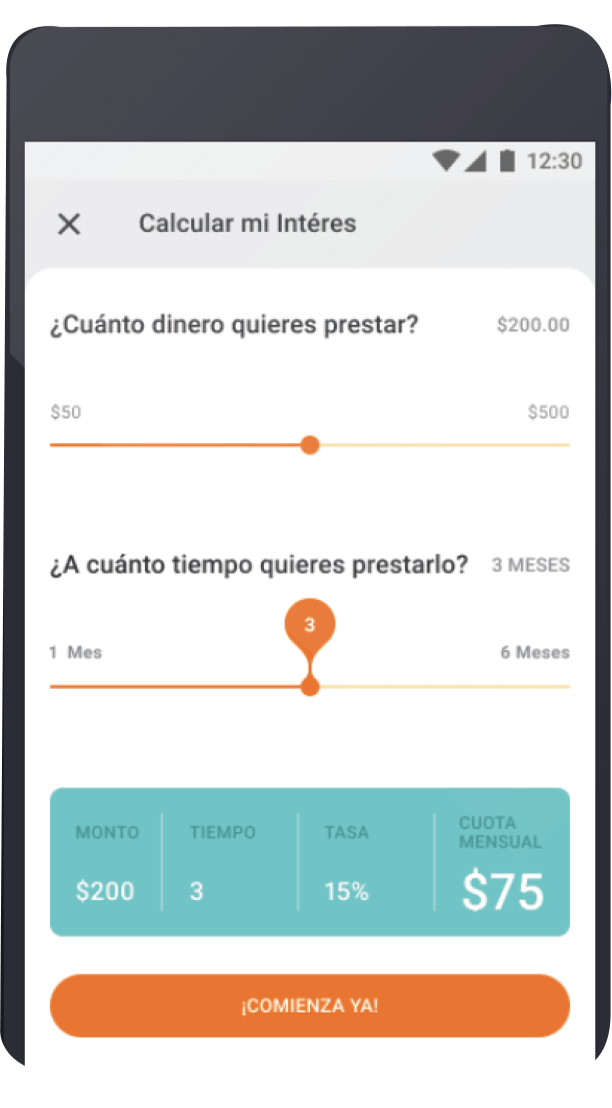 12:30
Calcular mi Intéres
¿Cuánto dinero quieres prestar? $200.00
$50 $500
¿A cuánto tiempo quieres prestarlo? 3 MESES
3
1 Mes 6 Meses
MONTO TIEMPO TASA CUOTA MENSUAL
$200 3 15% $75
¡COMIENZA YA!